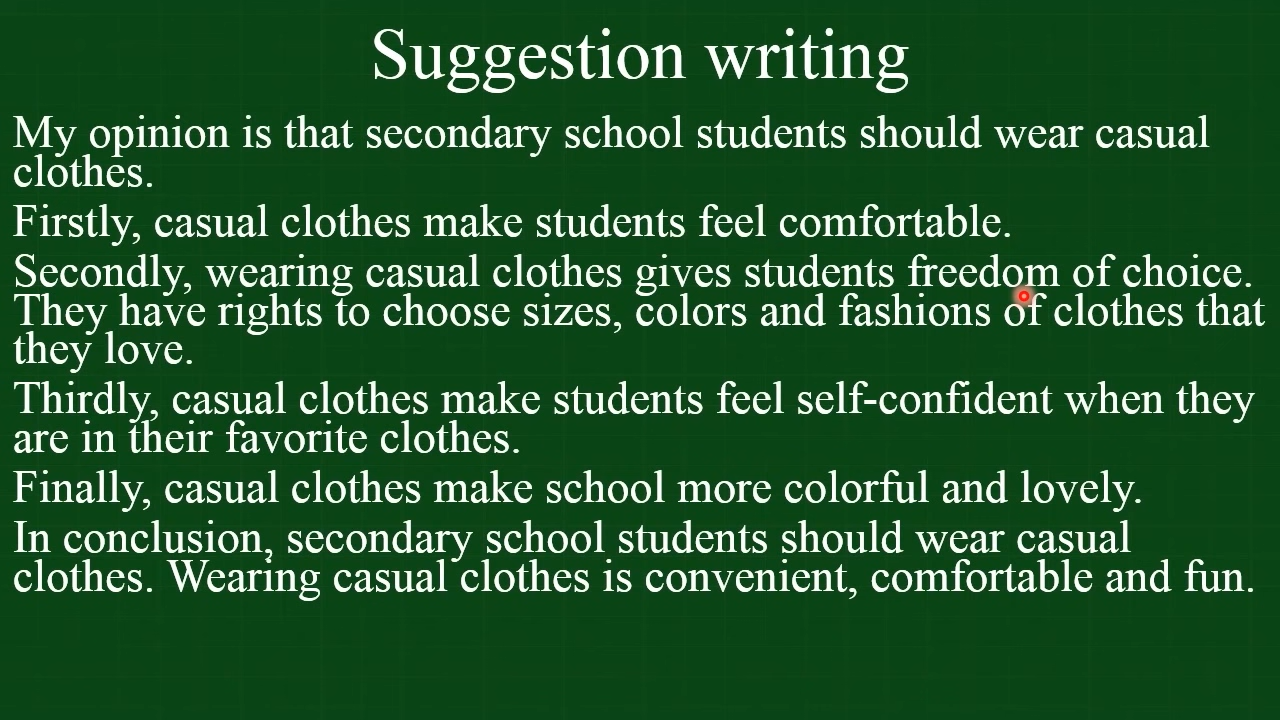 Suggestion writing
My opinion is that secondary school students should wear casual
clothes.
Firstly, casual clothes make students feel comfortable.
Secondly, wearing casual clothes gives students freedom of choice.
They have rights to choose sizes, colors and fashions of clothes that
they love.
Thirdly, casual clothes make students feel self-confident when they
are in their favorite clothes.
Finally, casual clothes make school more colorful and lovely.
In conclusion, secondary school students should wear casual
clothes. Wearing casual clothes is convenient, comfortable and fun.